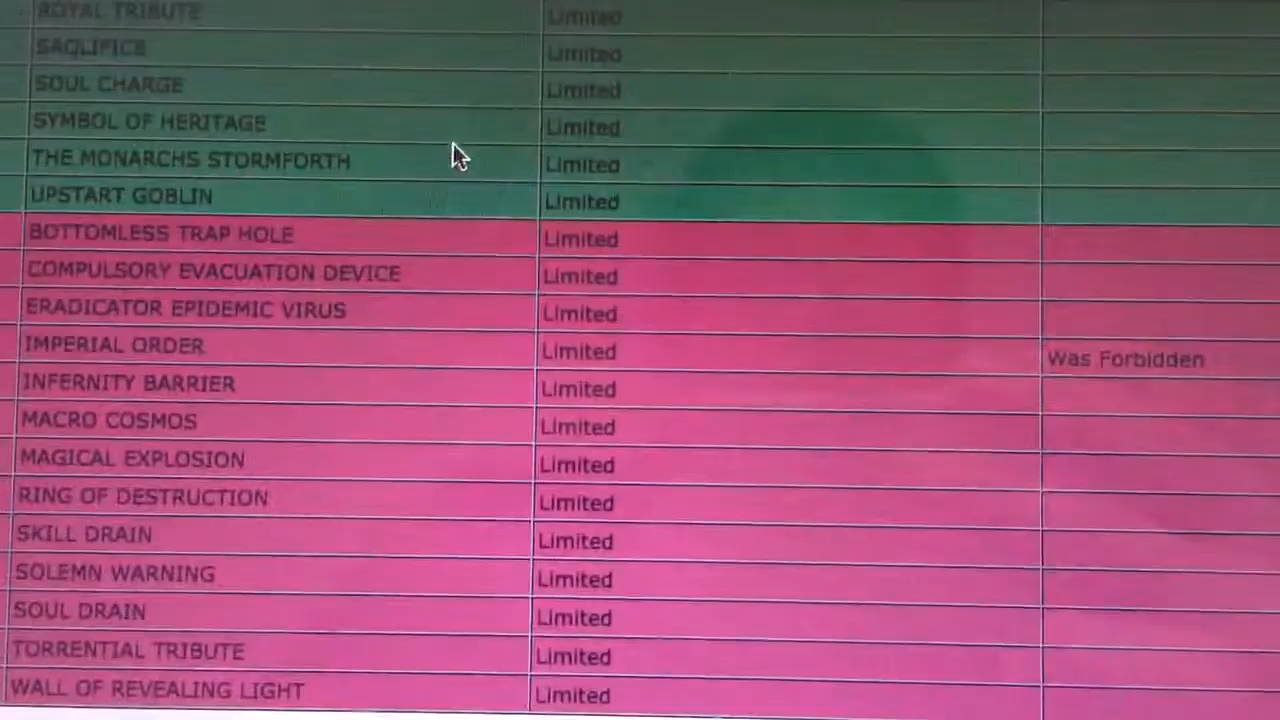 ROYAL TRIBUTE Limited
SAQLIFICE Limited
SOUL CHARGE Limited
SYMBOL OF HERITAGE Limited
THE MONARCHS STORMFORTH Limited
UPSTART GOBLIN Limited
BOTTOMLESS TRAP HOLE Limited
COMPULSORY EVACUATION DEVICE Limited
ERADICATOR EPIDEMIC VIRUS Limited
IMPERIAL ORDER Limited Was Forbidden
INFERNITY BARRIER Limited
MACRO COSMOS Limited
MAGICAL EXPLOSION Limited
RING OF DESTRUCTION Limited
SKILL DRAIN Limited
SOLEMN WARNING Limited
SOUL DRAIN Limited
TORRENTIAL TRIBUTE Limited
WALL OF REVEALING LIGHT Limited